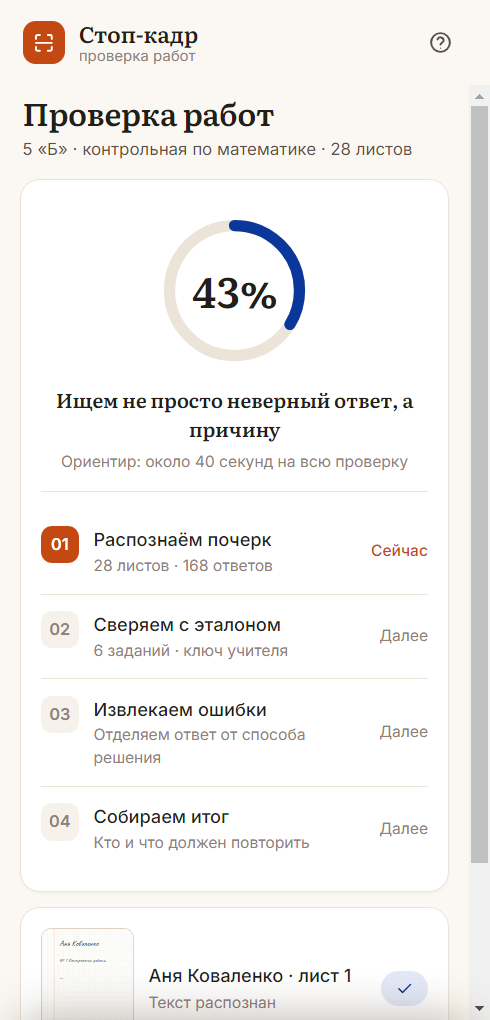 Стоп-кадр
проверка работ
Проверка работ
5 «Б» · контрольная по математике · 28 листов
43%
Ищем не просто неверный ответ, а
причину
Ориентир: около 40 секунд на всю проверку
01
Распознаём почерк
28 листов · 168 ответов
Сейчас
02
Сверяем с эталоном
6 заданий · ключ учителя
Далее
03
Извлекаем ошибки
Отделяем ответ от способа
решения
Далее
04
Собираем итог
Кто и что должен повторить
Далее
Аня Коваленко
Аня Коваленко · лист 1
Текст распознан